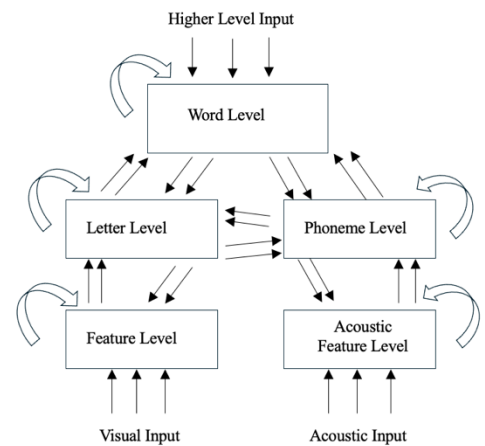 Higher Level Input
Word Level
Letter Level
Phoneme Level
Feature Level
Acoustic
Feature Level
Visual Input
Acoustic Input